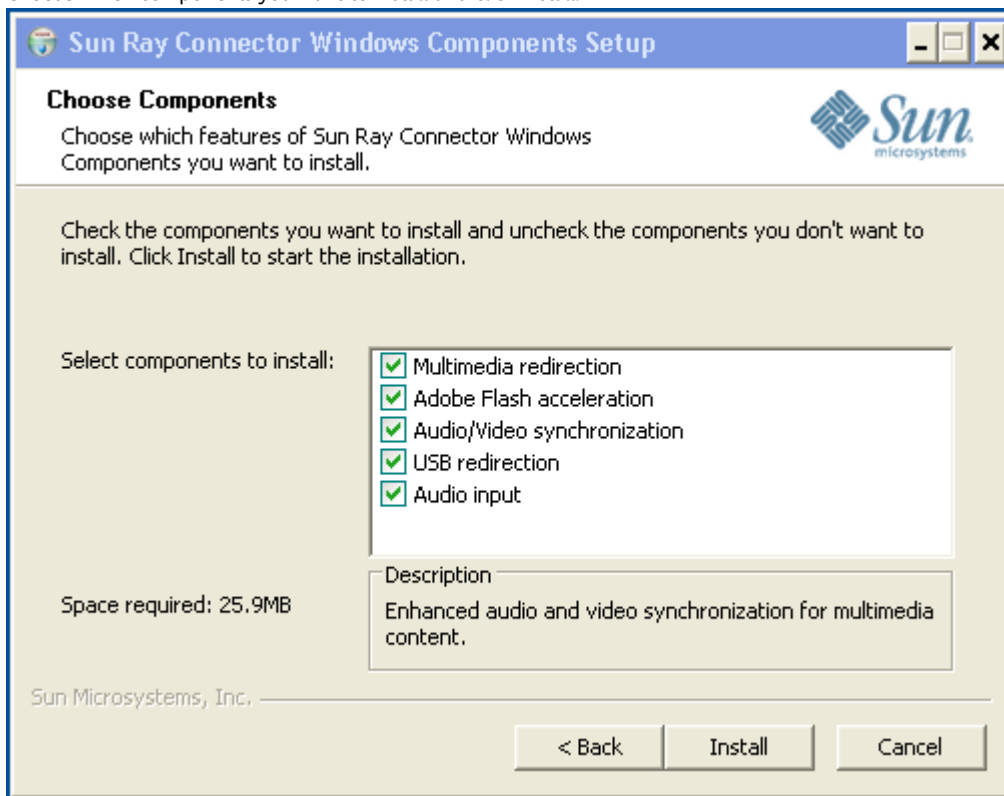 Sun Ray Connector Windows Components Setup
Choose Components
Choose which features of Sun Ray Connector Windows
Components you want to install.
Sun
microsystems
Check the components you want to install and uncheck the components you don't want to
install. Click Install to start the installation.
Select components to install:
Multimedia redirection
Adobe Flash acceleration
Audio/Video synchronization
USB redirection
Audio input
Space required: 25.9MB
Description
Enhanced audio and video synchronization for multimedia
content.
Sun Microsystems, Inc.
< Back
Install
Cancel